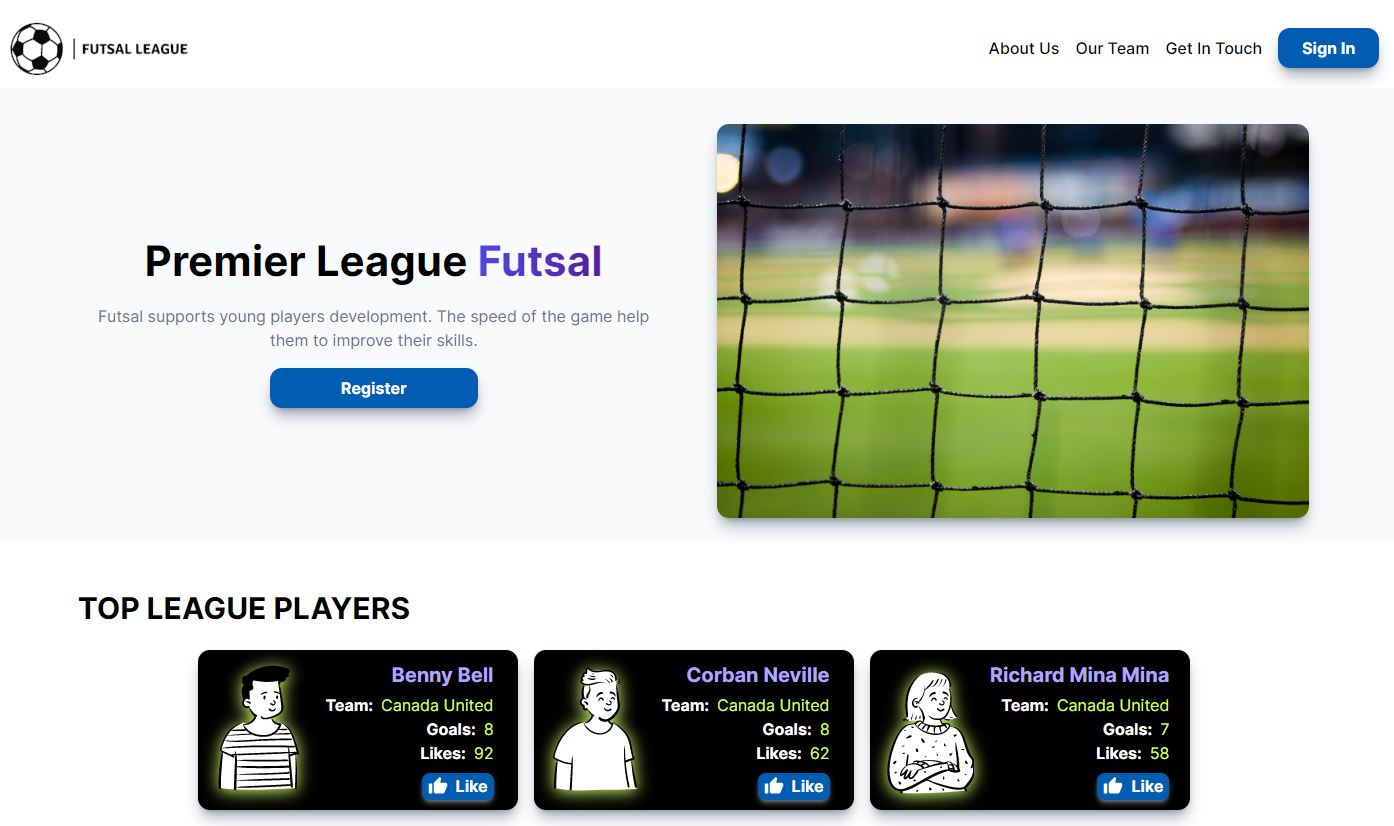 FUTSAL LEAGUE
About Us Our Team Get In Touch Sign In
Premier League Futsal
Futsal supports young players development. The speed of the game help
them to improve their skills.
Register
TOP LEAGUE PLAYERS
Benny Bell
Team: Canada United
Goals: 8
Likes: 92
Like
Corban Neville
Team: Canada United
Goals: 8
Likes: 62
Like
Richard Mina Mina
Team: Canada United
Goals: 7
Likes: 58
Like